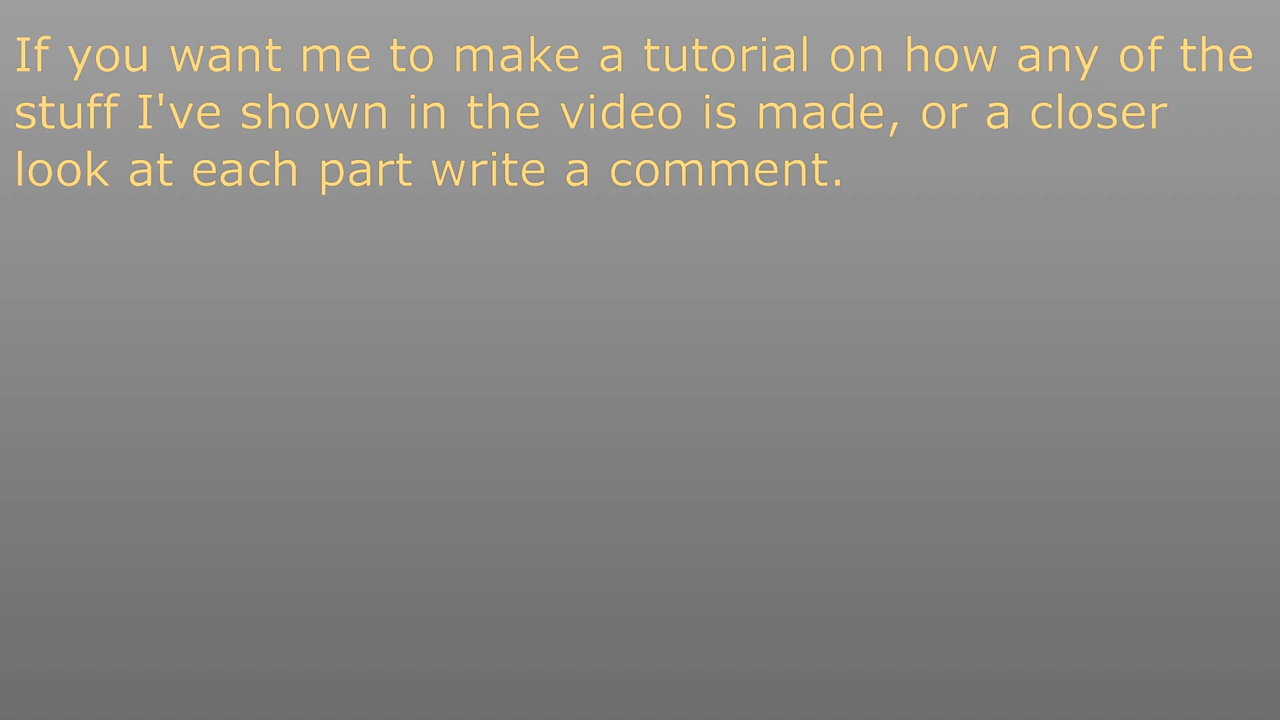 If you want me to make a tutorial on how any of the
stuff I've shown in the video is made, or a closer
look at each part write a comment.